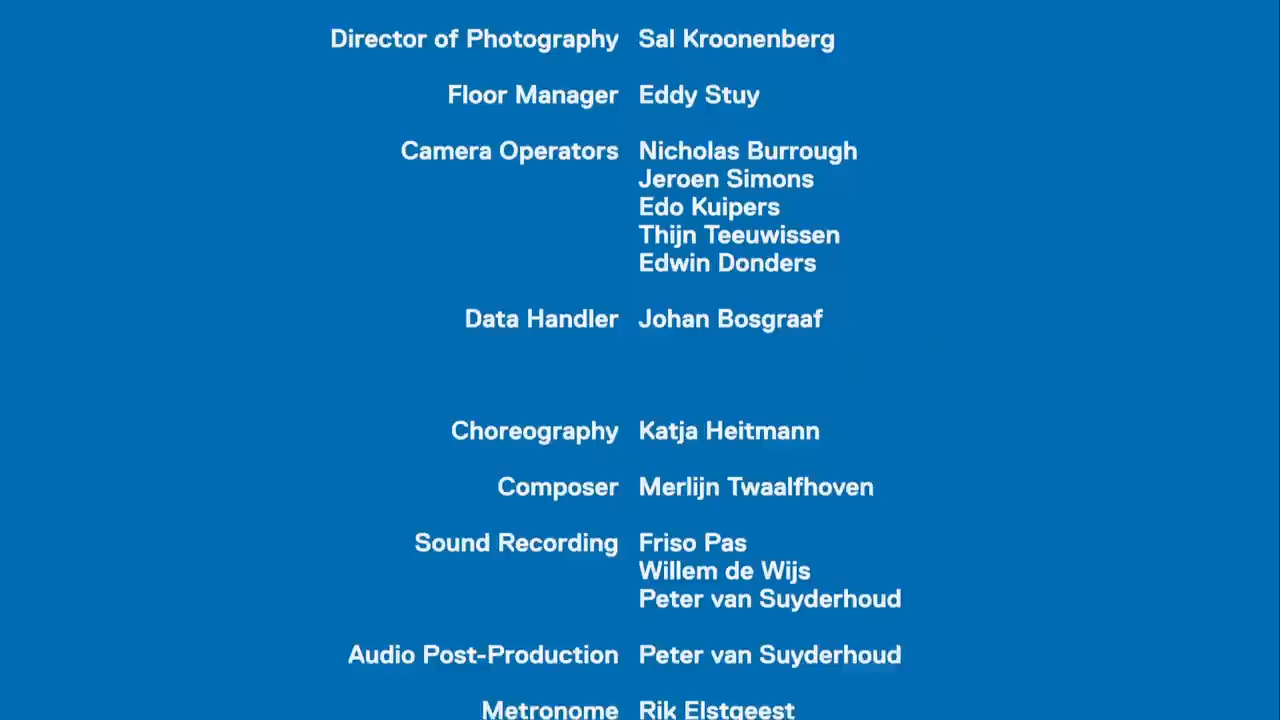 Director of Photography Sal Kroonenberg
Floor Manager Eddy Stuy
Camera Operators Nicholas Burrough
Jeroen Simons
Edo Kuipers
Thijn Teeuwissen
Edwin Donders
Data Handler Johan Bosgraaf
Choreography Katja Heitmann
Composer Merlijn Twaalfhoven
Sound Recording Friso Pas
Willem de Wijs
Peter van Suyderhoud
Audio Post-Production Peter van Suyderhoud
Metronome Rik Elstgeest